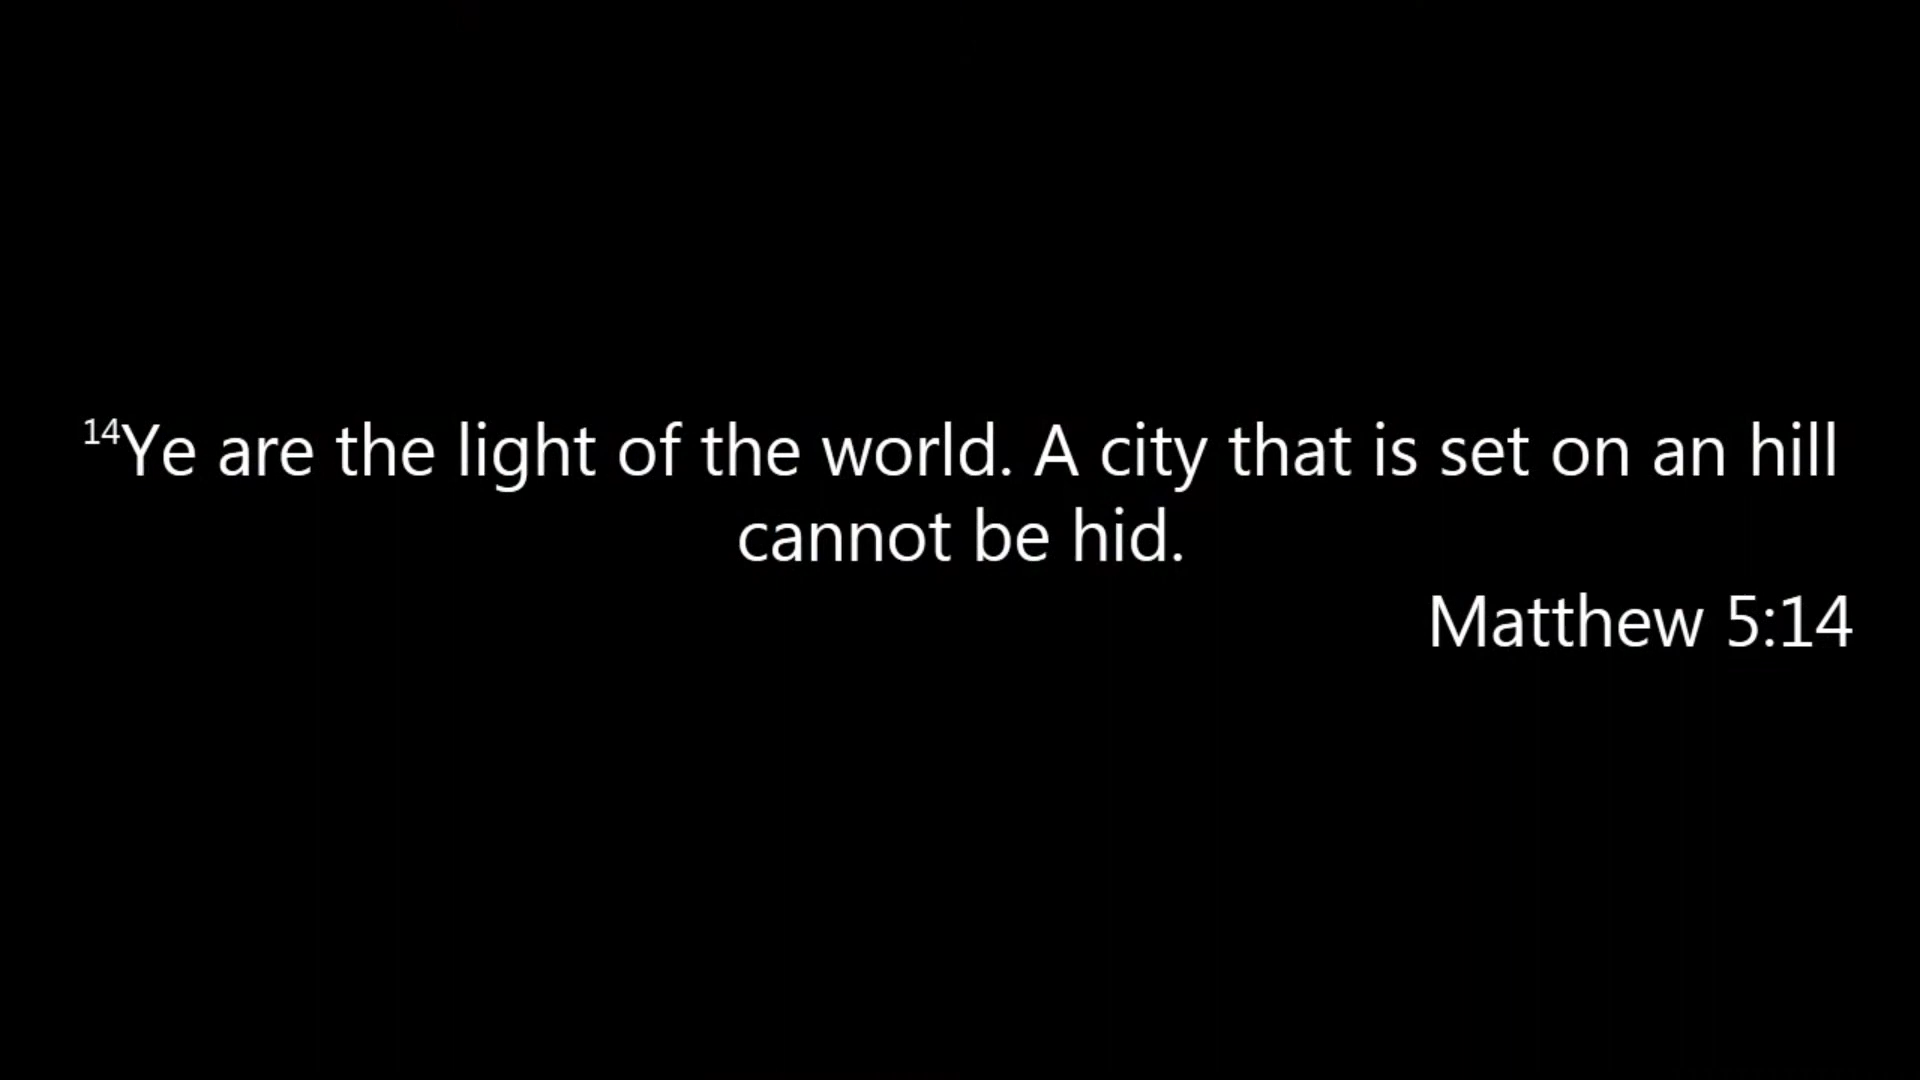 14Ye are the light of the world. A city that is set on an hill
cannot be hid.
Matthew 5:14